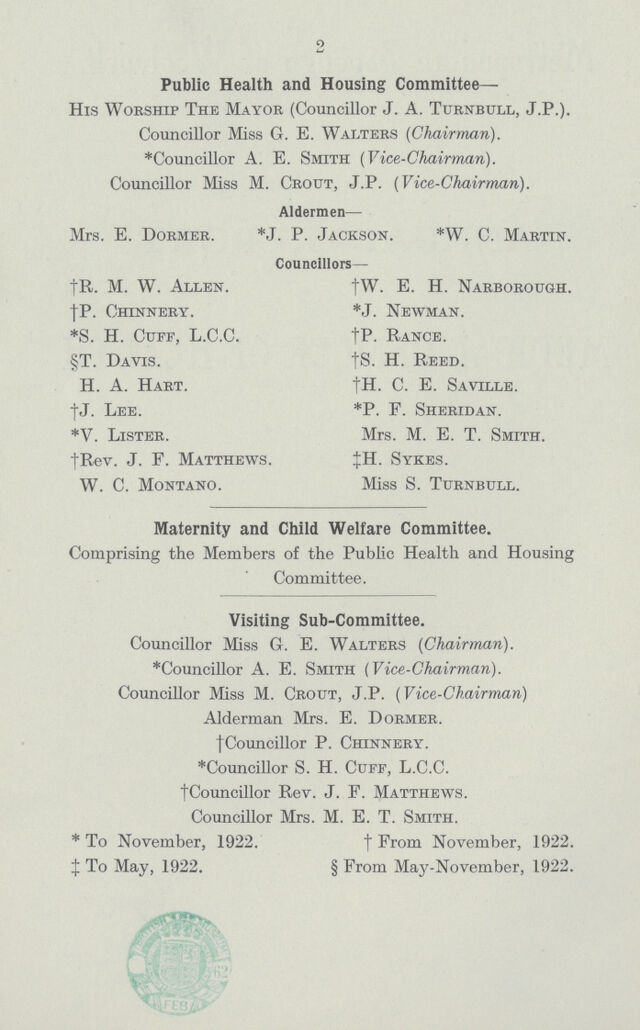 2
Public Health and Housing Committee—
His Worship The Mayor (Councillor J. A. Turnbull, J.P.).
Councillor Miss G. E. Walters (Chairman).
*Councillor A. E. Smith (Vice-Chairman).
Councillor Miss M. Crout, J.P. (Vice-Chairman).
Aldermen—
Mrs. E. Dormer. *J. P. Jackson. *W. C. Martin.
Councillors—
†R. M. W. Allen. †W. E. H. Narborough.
†P. Chinnery. *J. Newman.
*S. H. Cuff, L.C.C. †P. Rance.
§T. Davis. †S. H. Reed.
H. A. Hart. †H. C. E. Saville.
†J. Lee. *P. F. Sheridan.
*V. Lister. Mrs. M. E. T. Smith.
†Rev. J. F. Matthews. ‡H. Sykes.
W. C. Montano. Miss S. Turnbull.
Maternity and Child Welfare Committee.
Comprising the Members of the Public Health and Housing
Committee.
Visiting Sub-Committee.
Councillor Miss G. E. Walters (Chairman).
*Councillor A. E. Smith (Vice-Chairman).
Councillor Miss M. Crout, J.P. (Vice-Chairman)
Alderman Mrs. E. Dormer.
†Councillor P. Chinnery.
*Councillor S. H. Cuff, L.C.C.
†Councillor Rev. J. F. Matthews.
Councillor Mrs. M. E. T. Smith.
* To November, 1922. † From November, 1922.
‡ To May, 1922. § From May-November, 1922.
BRITISH MUSEUM
62
FEB